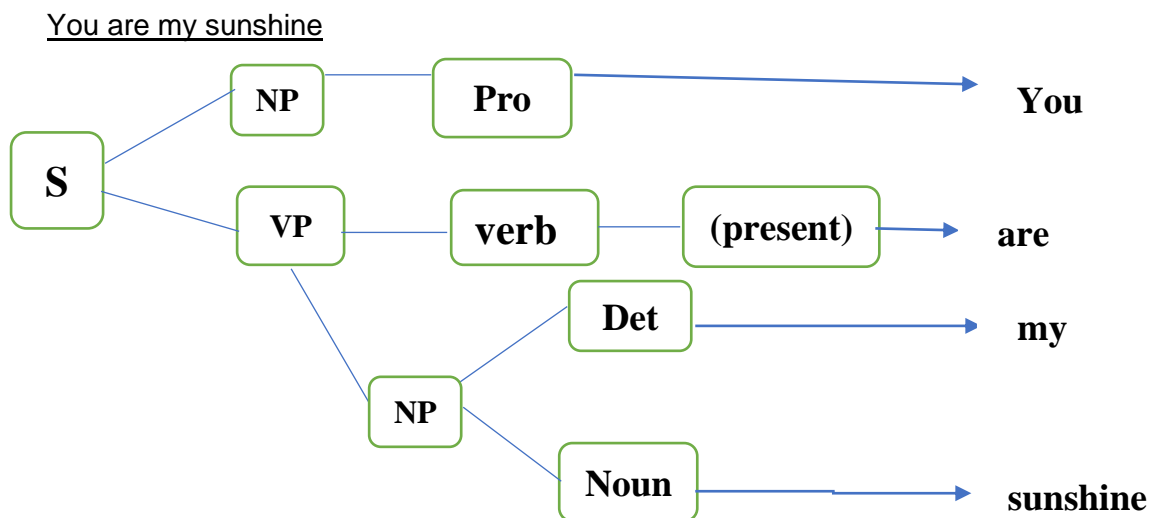 You are my sunshine
NP Pro You
S
VP verb (present) are
Det my
NP
Noun sunshine